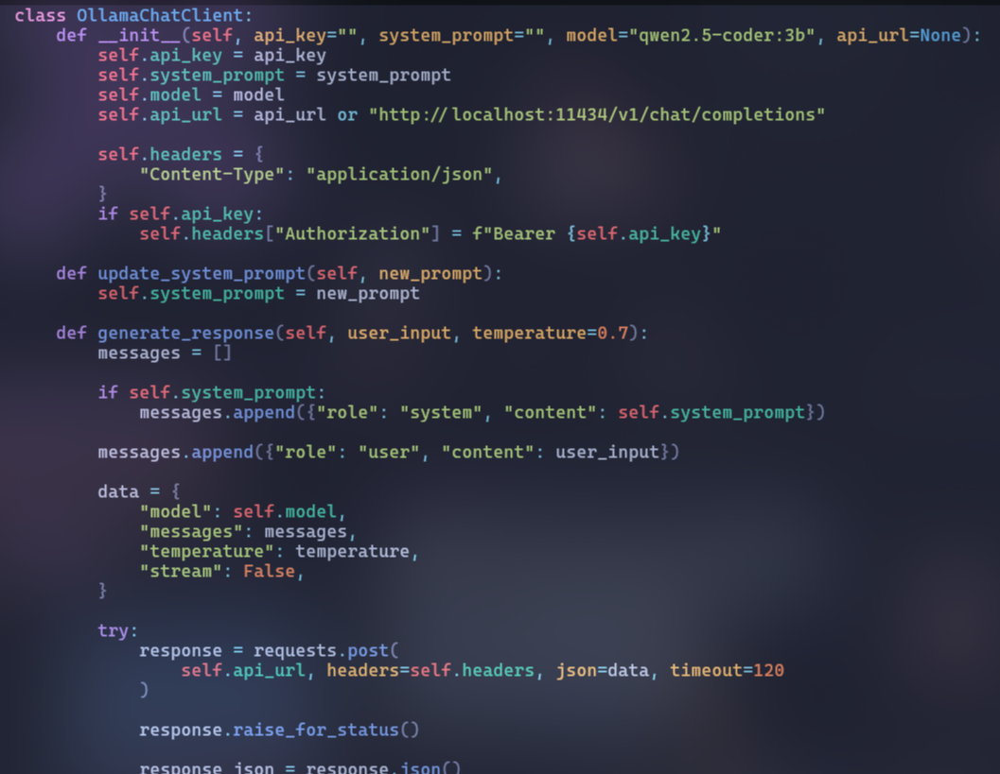 class OllamaChatClient:
    def __init__(self, api_key="", system_prompt="", model="qwen2.5-coder:3b", api_url=None):
        self.api_key = api_key
        self.system_prompt = system_prompt
        self.model = model
        self.api_url = api_url or "http://localhost:11434/v1/chat/completions"

        self.headers = {
            "Content-Type": "application/json",
        }
        if self.api_key:
            self.headers["Authorization"] = f"Bearer {self.api_key}"

    def update_system_prompt(self, new_prompt):
        self.system_prompt = new_prompt

    def generate_response(self, user_input, temperature=0.7):
        messages = []

        if self.system_prompt:
            messages.append({"role": "system", "content": self.system_prompt})

        messages.append({"role": "user", "content": user_input})

        data = {
            "model": self.model,
            "messages": messages,
            "temperature": temperature,
            "stream": False,
        }

        try:
            response = requests.post(
                self.api_url, headers=self.headers, json=data, timeout=120
            )

            response.raise_for_status()

            response_json = response.json()